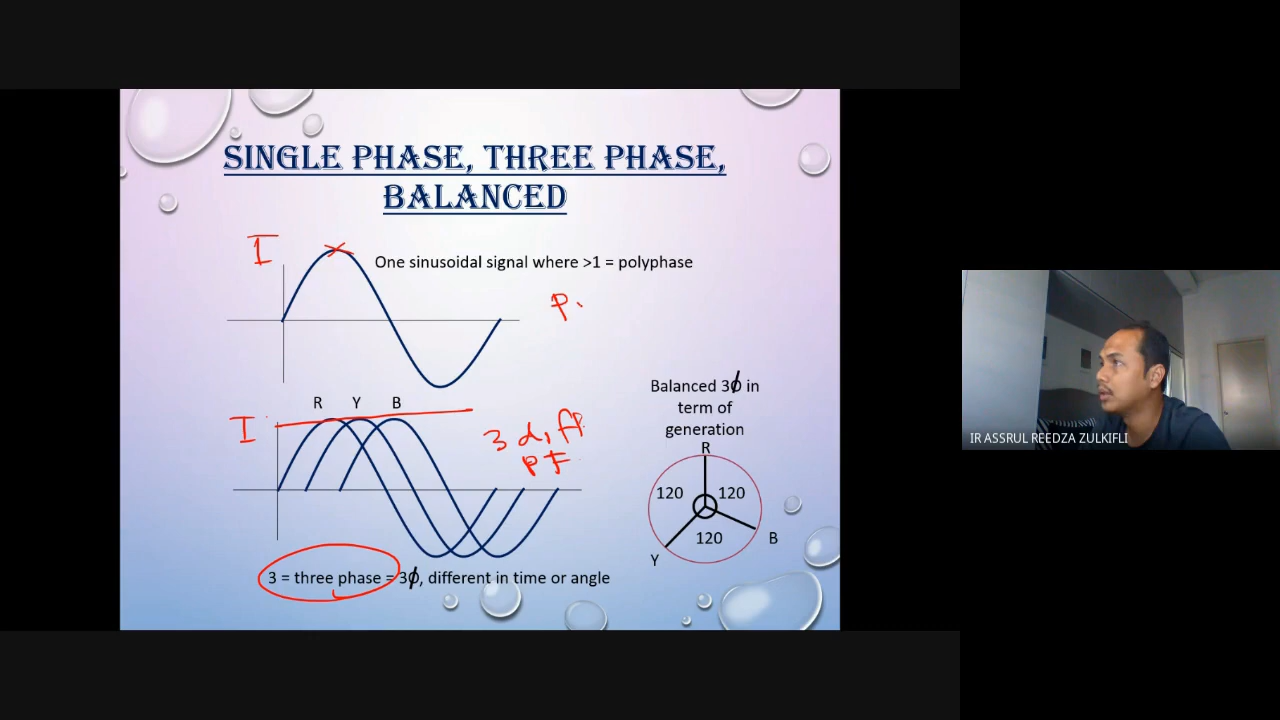 SINGLE PHASE, THREE PHASE,
BALANCED
I
One sinusoidal signal where >1 = polyphase
P.
R Y B
I
3 diff
pf
Balanced 3ϕ in
term of
generation
R
120 120
120
B
Y
3 = three phase = 3ϕ, different in time or angle
IR ASSRUL REEDZA ZULKIFLI